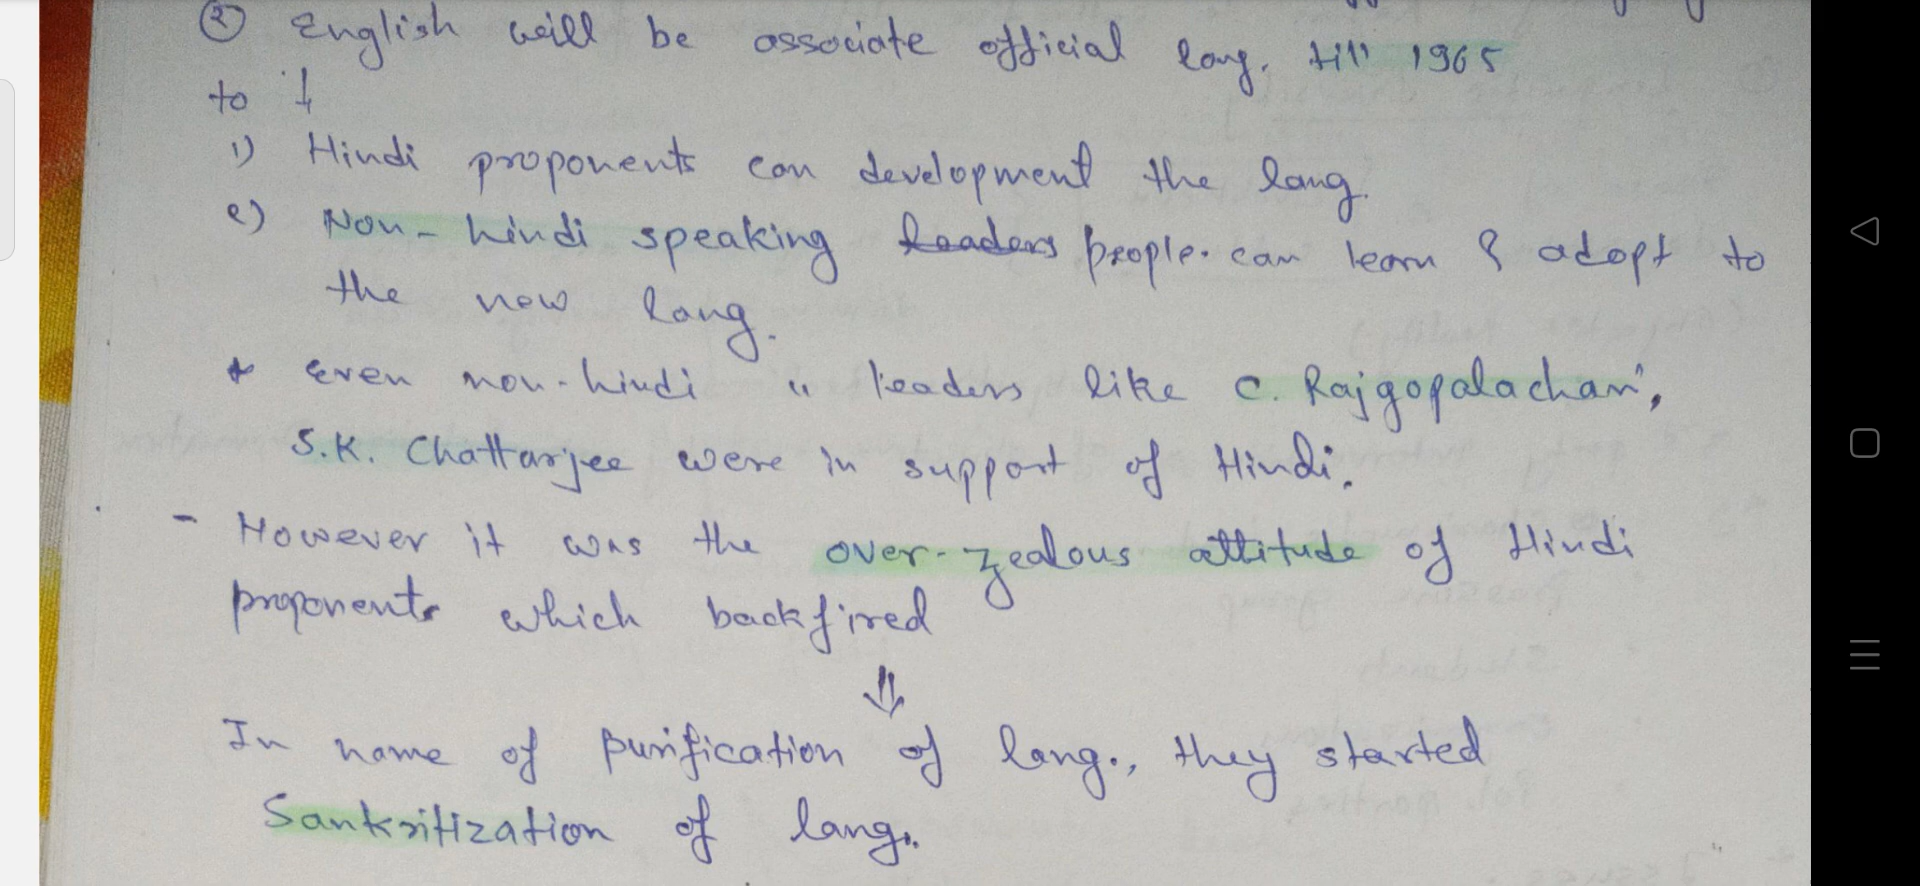 ② English will be associate official lang. till 1965
to ↓
1) Hindi proponents can development the lang.
2) Non-hindi speaking leaders people can learn & adopt to
the new lang.
* Even non-hindi " leaders like C. Rajgopalachari,
S.K. Chattarjee were in support of Hindi.
- However it was the over-zealous attitude of Hindi
proponents which backfired
⇓
In name of purification of lang., they started
Sanksritization of lang.